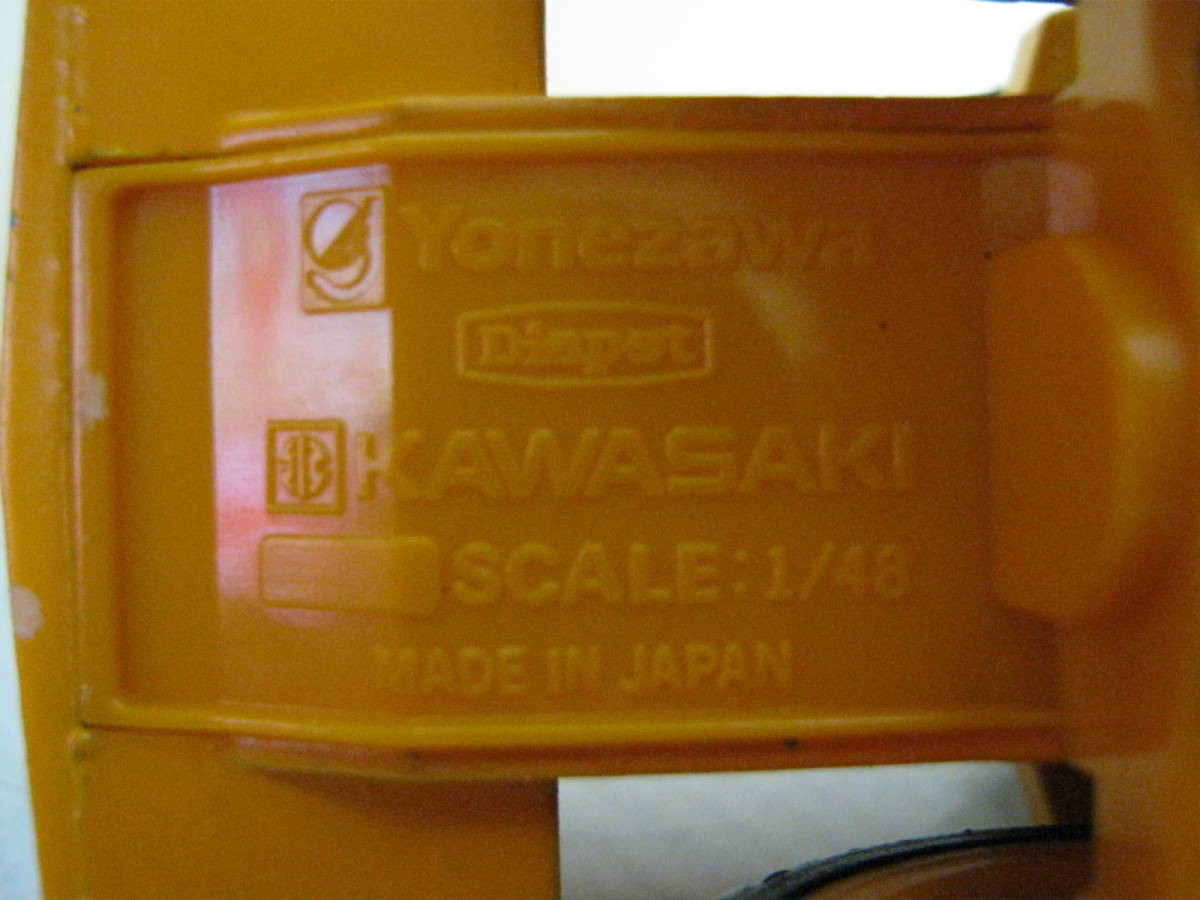 Yonezawa
Diapet
KAWASAKI
SCALE:1/48
MADE IN JAPAN